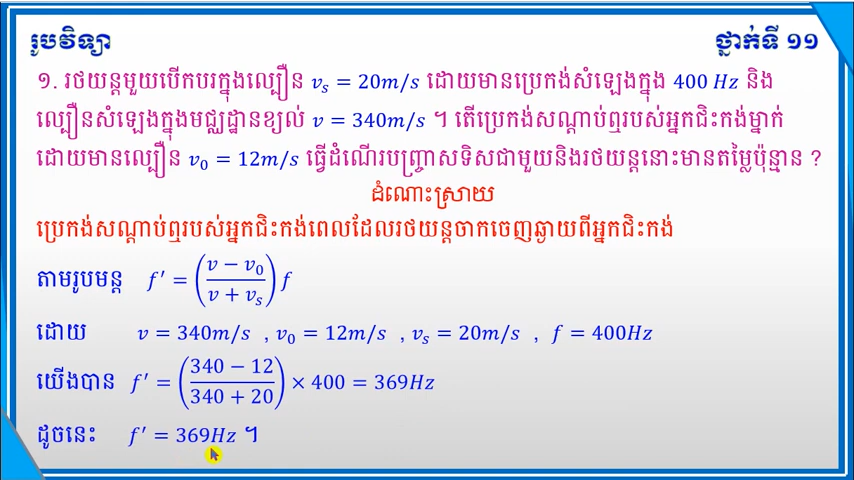 រូបវិទ្យា
ថ្នាក់ទី ១១
១. រថយន្តមួយបើកបរក្នុងល្បឿន vₛ = 20m/s ដោយមានប្រេកង់សំឡេងក្នុង 400 Hz និង
ល្បឿនសំឡេងក្នុងមជ្ឈដ្ឋានខ្យល់ v = 340m/s ។ តើប្រេកង់សណ្តាប់ឮរបស់អ្នកជិះកង់ម្នាក់
ដោយមានល្បឿន v₀ = 12m/s ធ្វើដំណើរបញ្ច្រាសទិសជាមួយនិងរថយន្តនោះមានតម្លៃប៉ុន្មាន ?
ដំណោះស្រាយ
ប្រេកង់សណ្តាប់ឮរបស់អ្នកជិះកង់ពេលដែលរថយន្តចាកចេញឆ្ងាយពីអ្នកជិះកង់
តាមរូបមន្ត f′ = ((v − v₀)/(v + vₛ)) f
ដោយ v = 340m/s , v₀ = 12m/s , vₛ = 20m/s , f = 400Hz
យើងបាន f′ = ((340 − 12)/(340 + 20)) × 400 = 369Hz
ដូចនេះ f′ = 369Hz ។